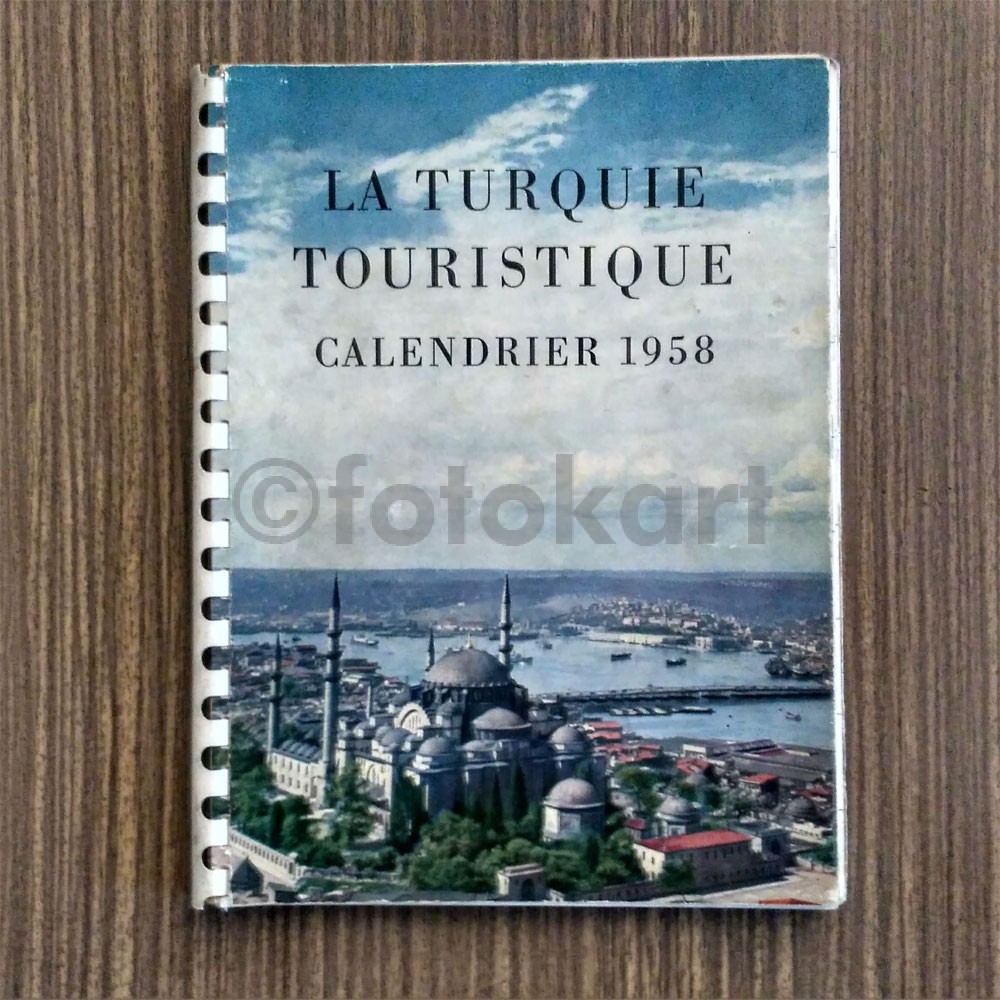 LA TURQUIE
TOURISTIQUE
CALENDRIER 1958
©fotokart